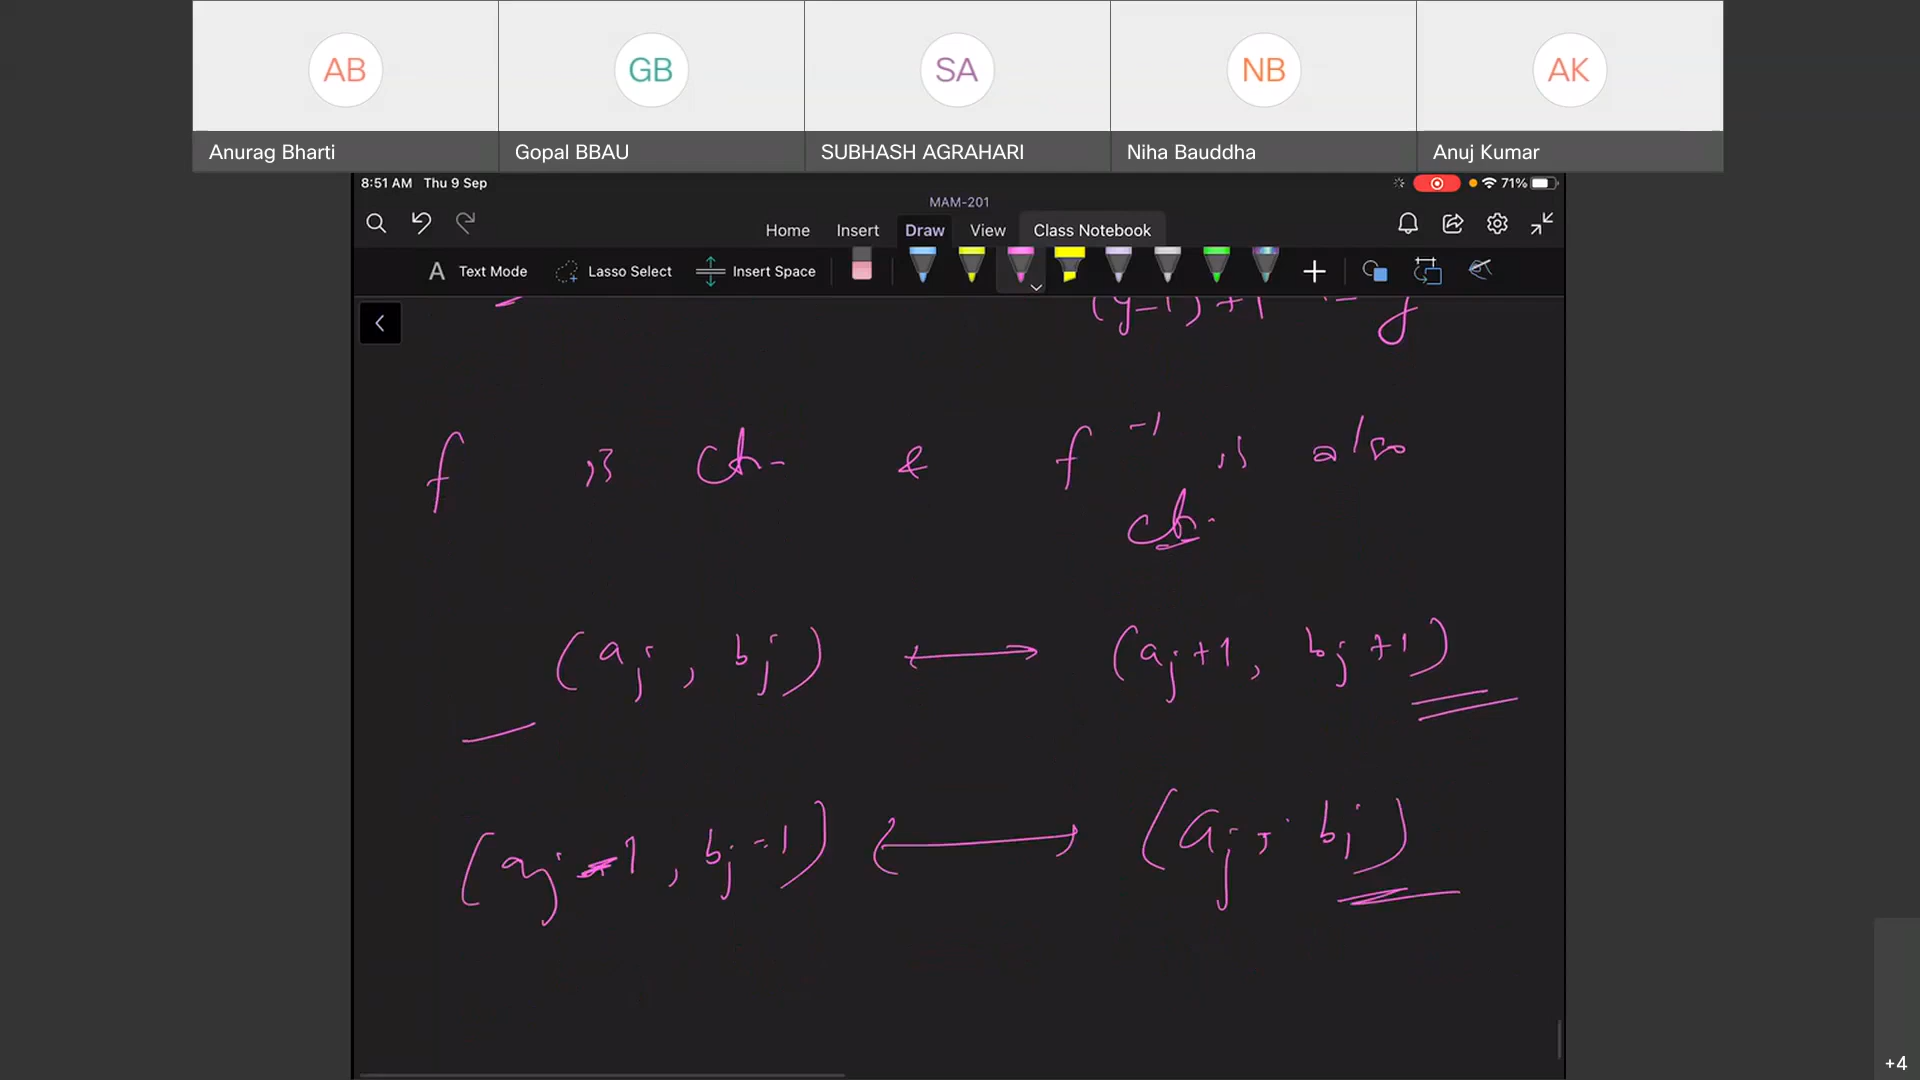 AB GB SA NB AK
Anurag Bharti Gopal BBAU SUBHASH AGRAHARI Niha Bauddha Anuj Kumar
8:51 AM Thu 9 Sep 71%
MAM-201
Home Insert Draw View Class Notebook
A Text Mode Lasso Select Insert Space
(y-1)+1 = y
f is cts & f⁻¹ is also
cts.
(aj, bj) ⟷ (aj+1, bj+1)
(aj-1, bj-1) ⟷ (aj, bj)
+4